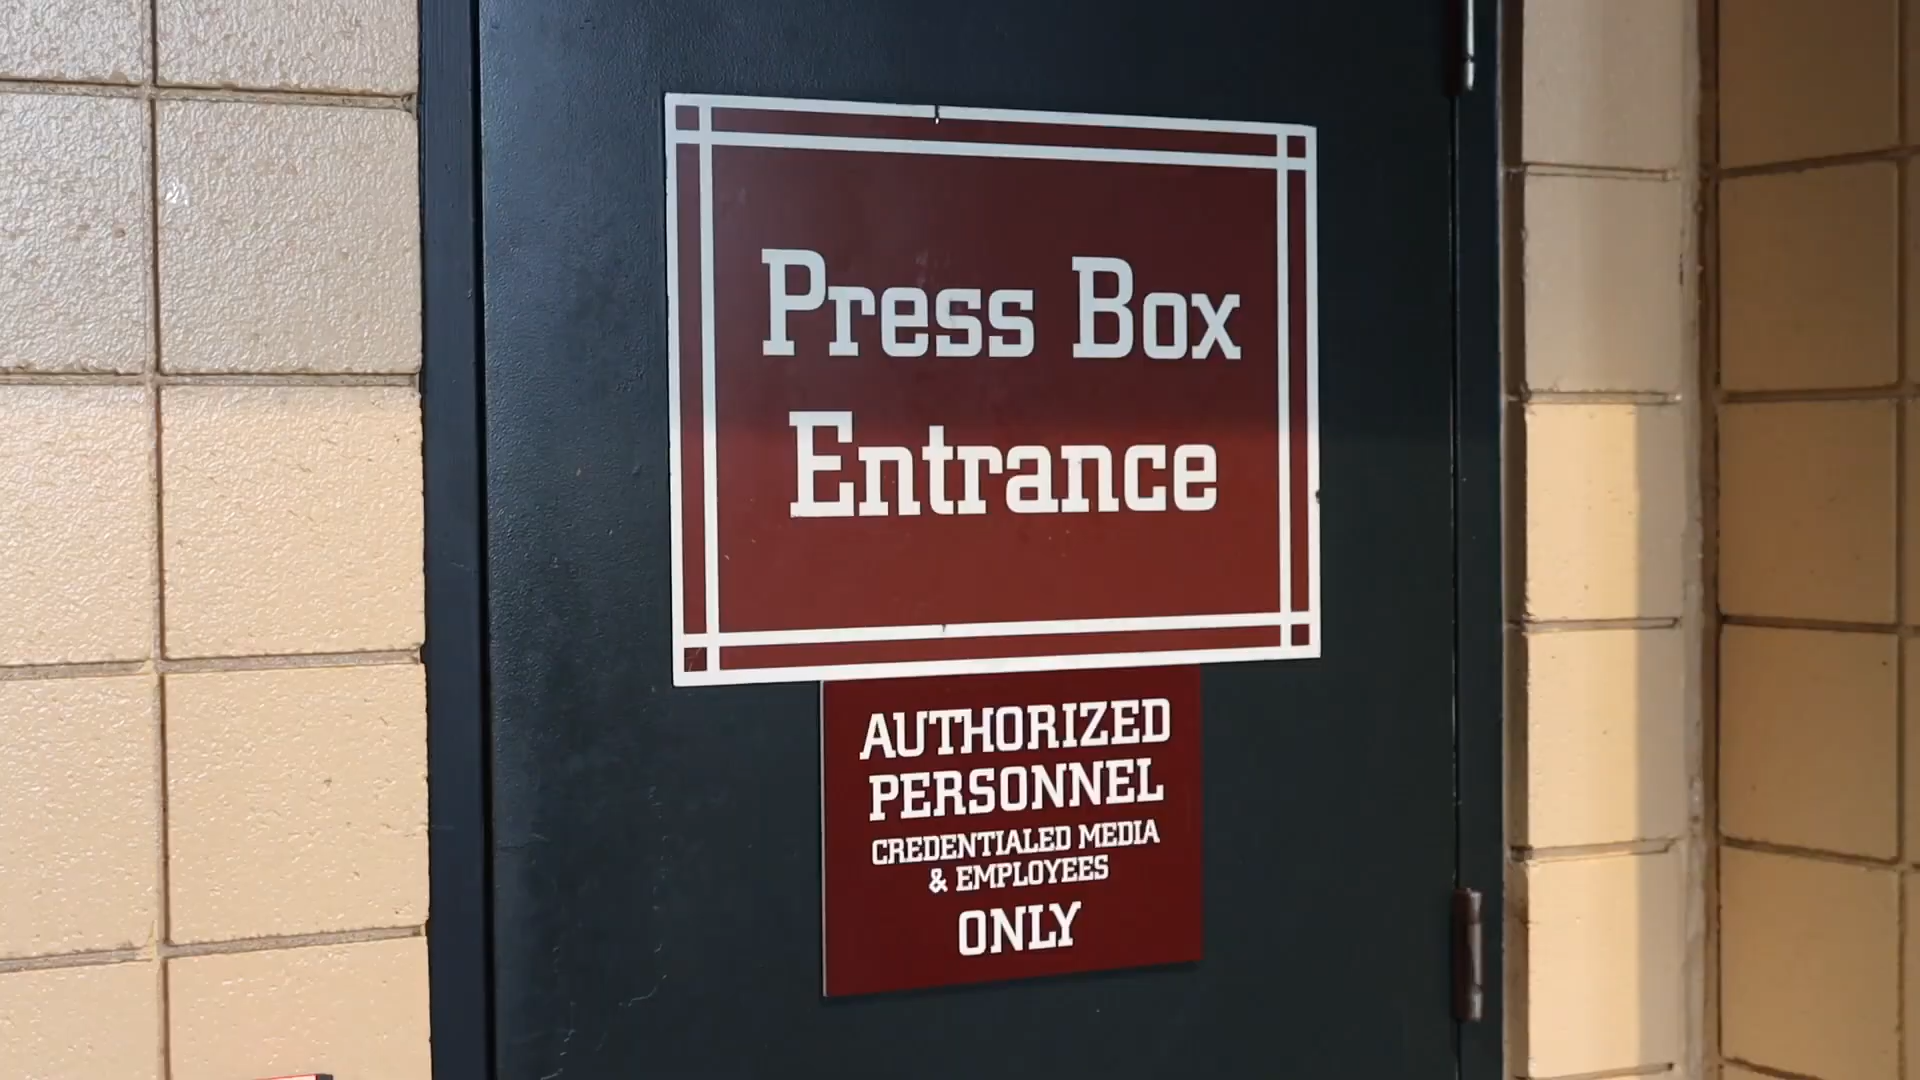 Press Box
Entrance
AUTHORIZED
PERSONNEL
CREDENTIALED MEDIA
& EMPLOYEES
ONLY